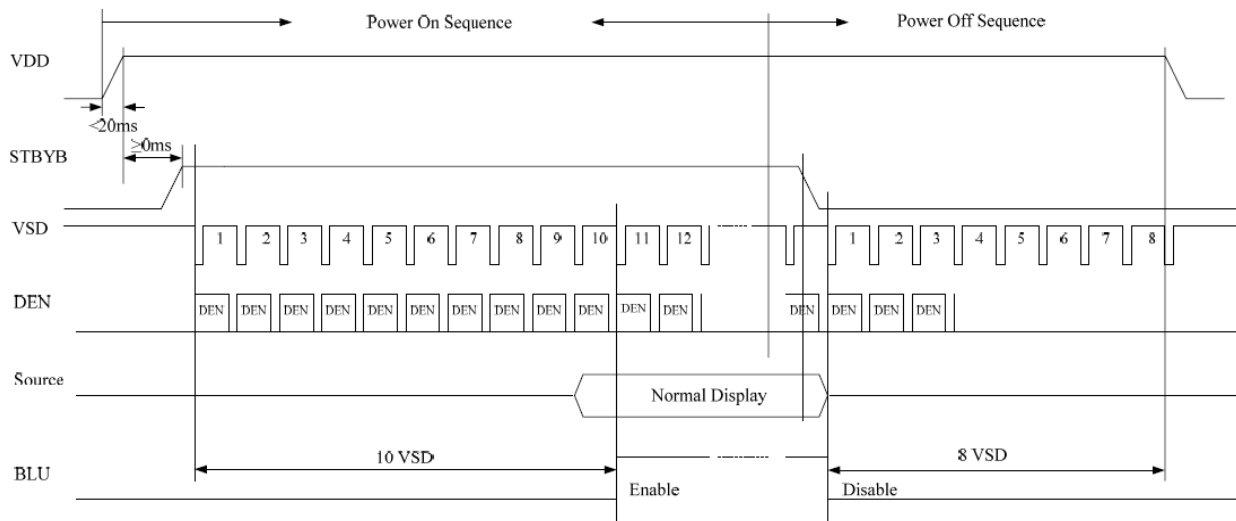 Power On Sequence
Power Off Sequence
VDD
<20ms
≥0ms
STBYB
VSD
1 2 3 4 5 6 7 8 9 10 11 12 1 2 3 4 5 6 7 8
DEN
DEN DEN DEN DEN DEN DEN DEN DEN DEN DEN DEN DEN DEN DEN DEN DEN
Source
Normal Display
10 VSD
8 VSD
BLU
Enable
Disable